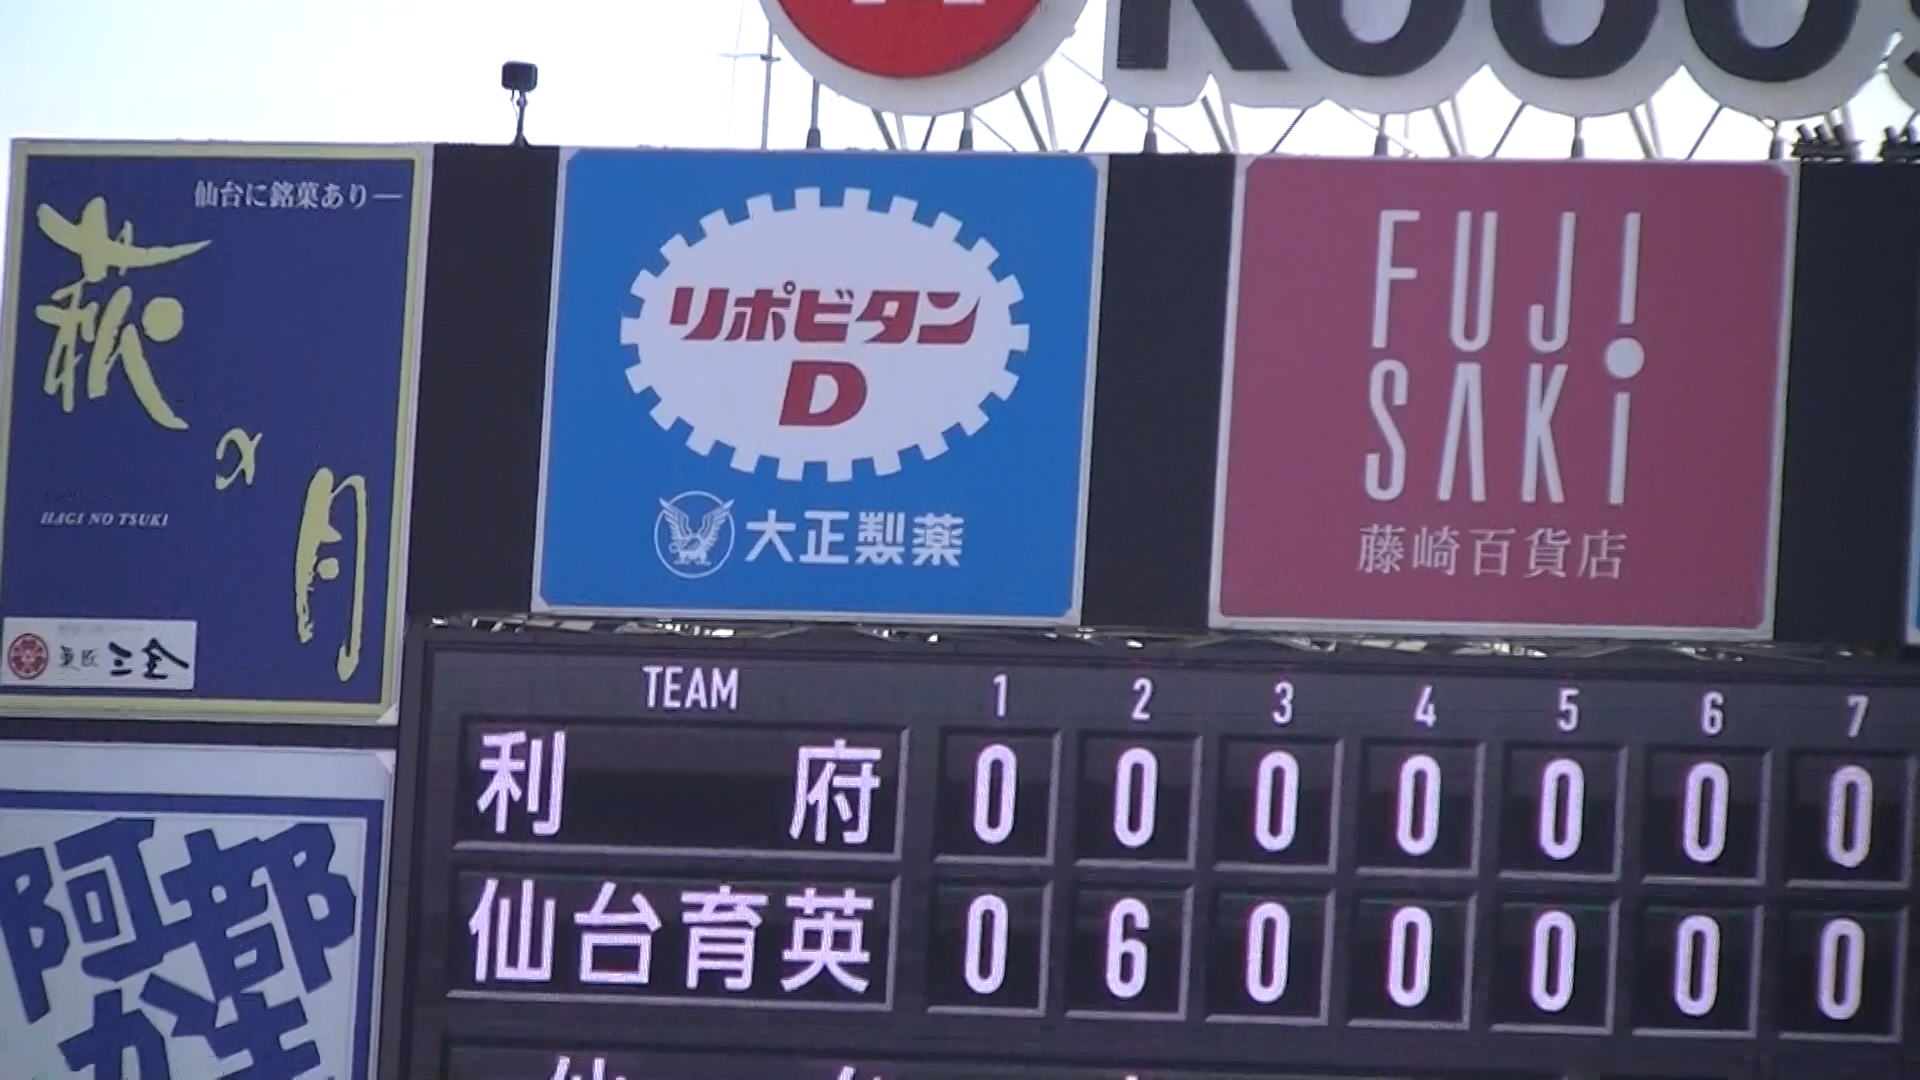 仙台に銘菓あり―
萩の月
HAGI NO TSUKI
三全
リポビタン
D
大正製薬
FUJI
SAKI
藤崎百貨店
TEAM 1 2 3 4 5 6 7
利府 0 0 0 0 0 0 0
仙台育英 0 6 0 0 0 0 0
阿部